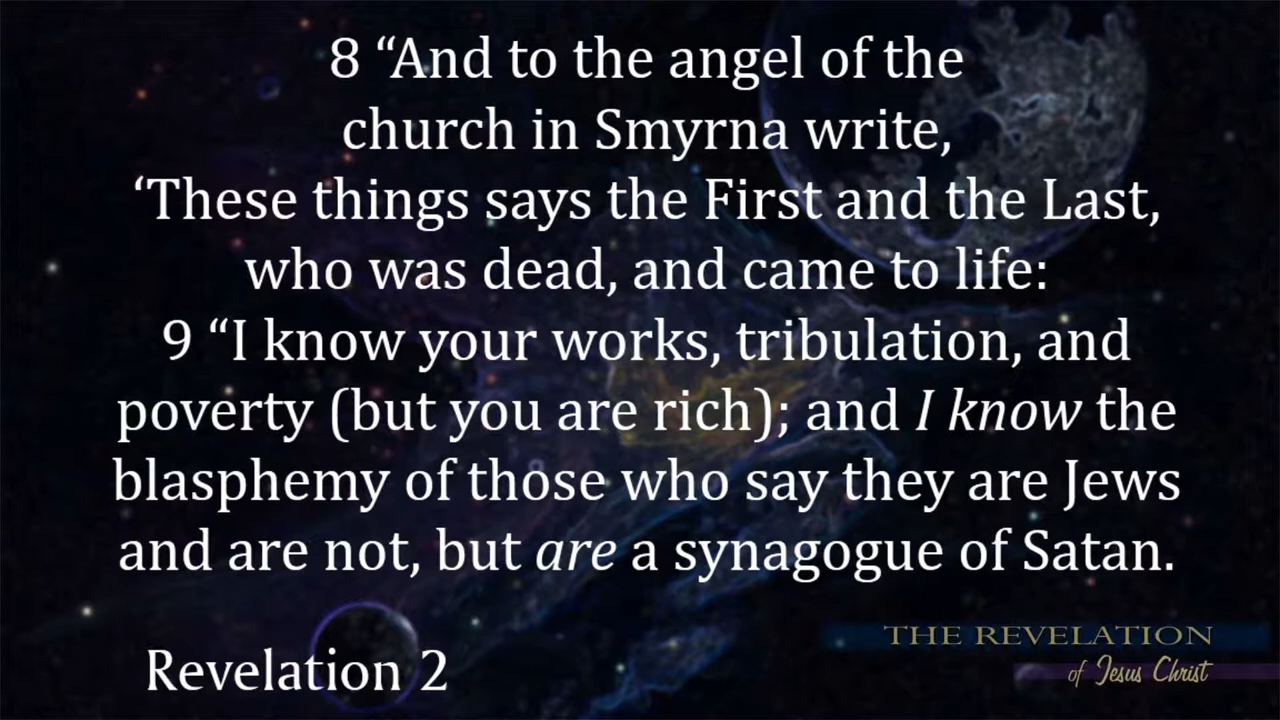 8 “And to the angel of the
church in Smyrna write,
‘These things says the First and the Last,
who was dead, and came to life:
9 “I know your works, tribulation, and
poverty (but you are rich); and I know the
blasphemy of those who say they are Jews
and are not, but are a synagogue of Satan.
Revelation 2
THE REVELATION
of Jesus Christ